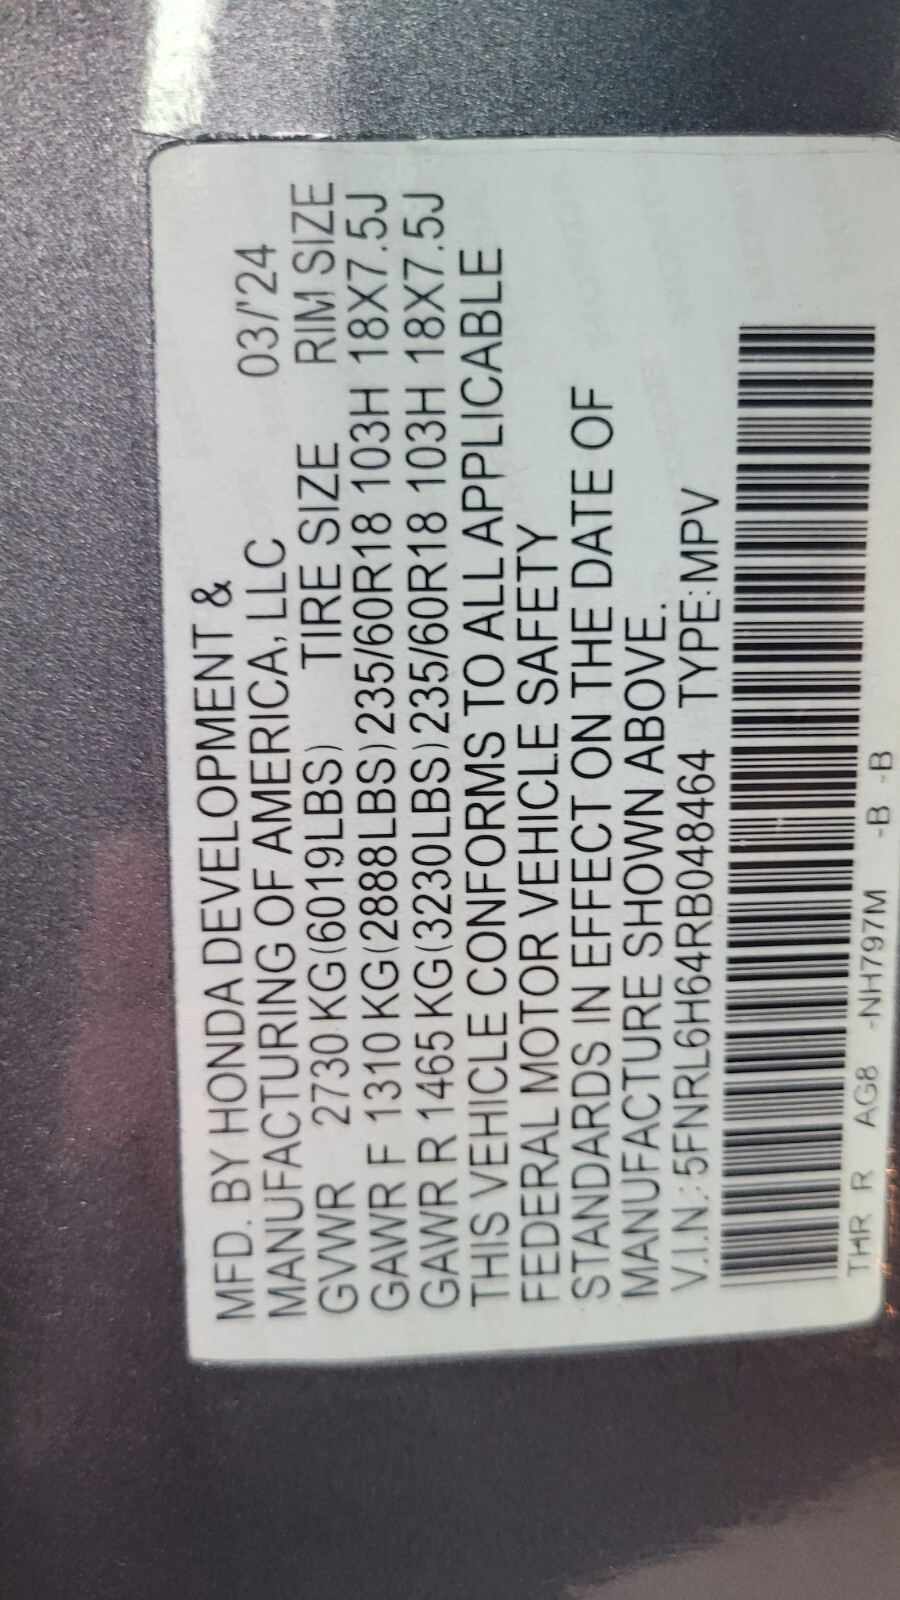 MFD. BY HONDA DEVELOPMENT &
MANUFACTURING OF AMERICA, LLC 03/'24
GVWR 2730 KG(6019LBS) TIRE SIZE RIM SIZE
GAWR F 1310 KG(2888LBS) 235/60R18 103H 18X7.5J
GAWR R 1465 KG(3230LBS) 235/60R18 103H 18X7.5J
THIS VEHICLE CONFORMS TO ALL APPLICABLE
FEDERAL MOTOR VEHICLE SAFETY
STANDARDS IN EFFECT ON THE DATE OF
MANUFACTURE SHOWN ABOVE.
V.I.N.: 5FNRL6H64RB048464 TYPE:MPV
THR R AG8 -NH797M -B -B